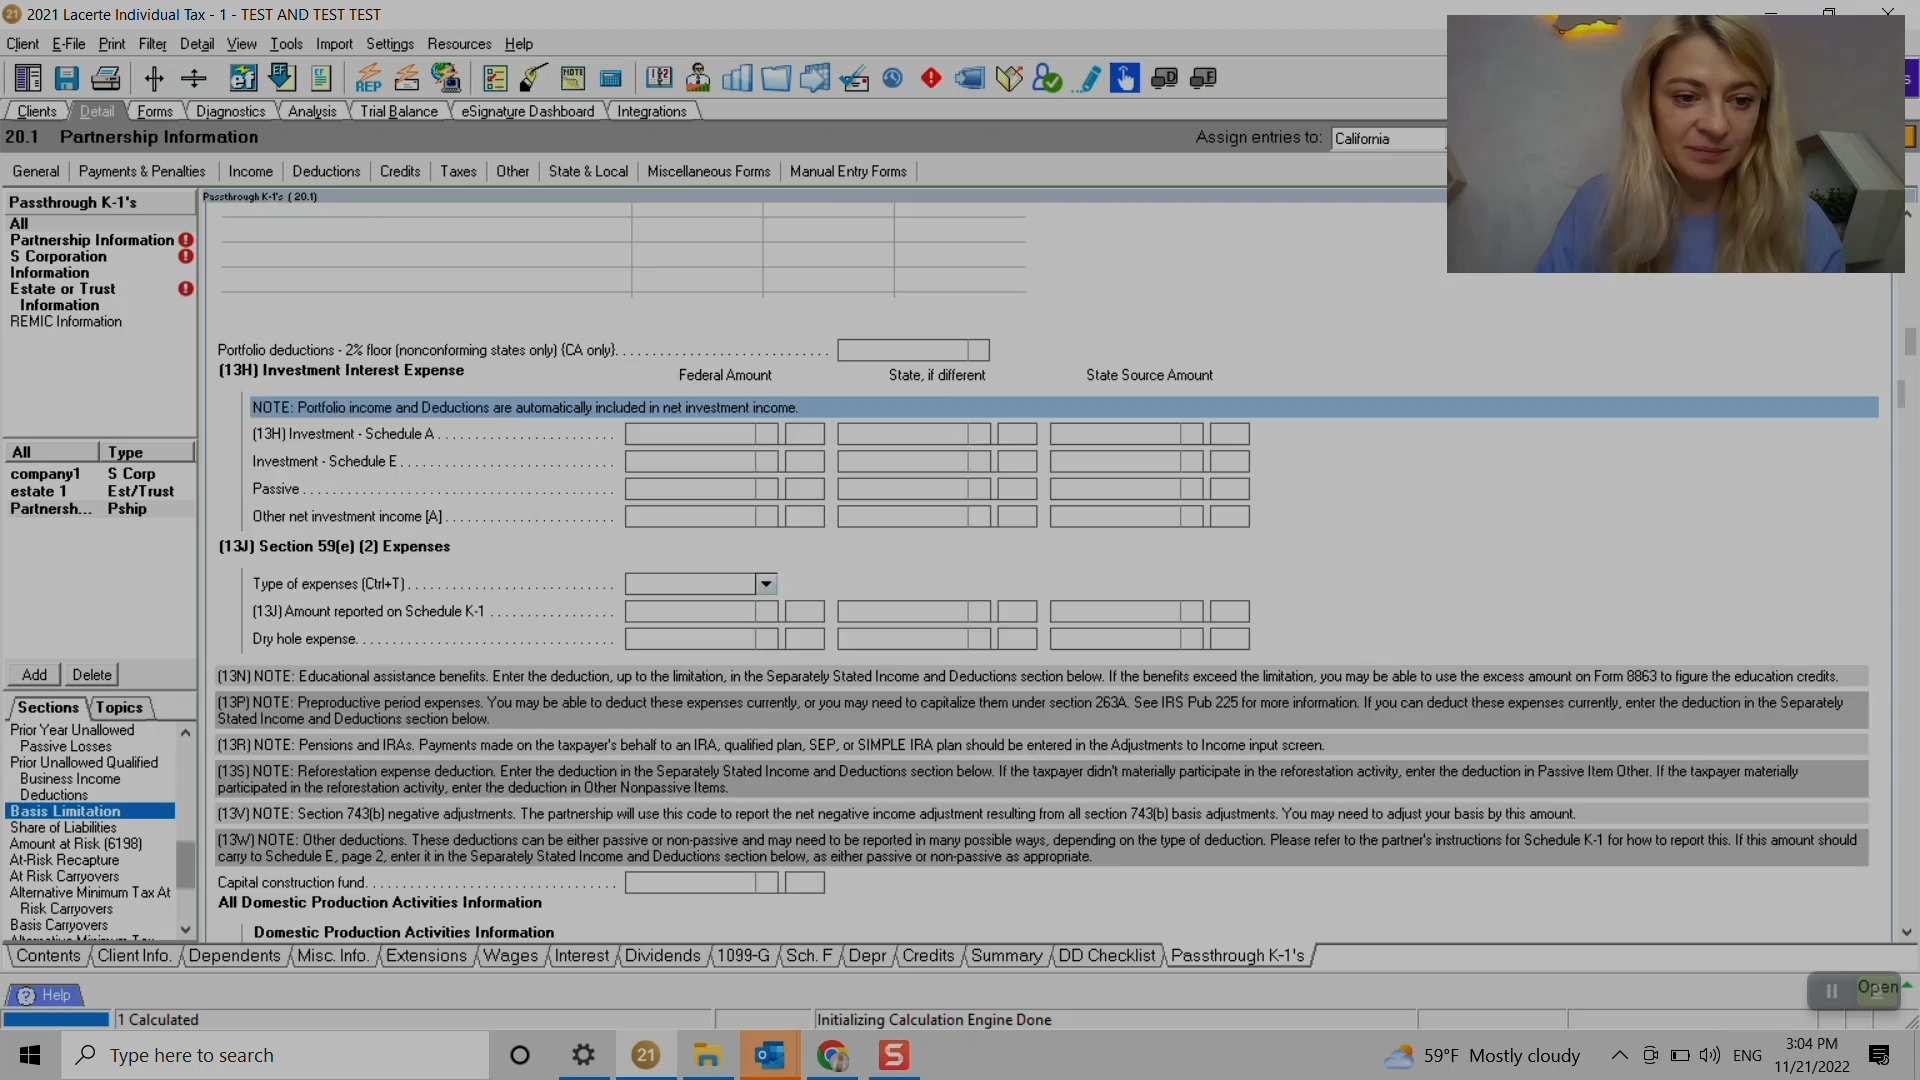 2021 Lacerte Individual Tax - 1 - TEST AND TEST TEST
Client E-File Print Filter Detail View Tools Import Settings Resources Help
REP
Clients Detail Forms Diagnostics Analysis Trial Balance eSignature Dashboard Integrations
20.1 Partnership Information
Assign entries to: California
General Payments & Penalties Income Deductions Credits Taxes Other State & Local Miscellaneous Forms Manual Entry Forms
Passthrough K-1's
All
Partnership Information
S Corporation
Information
Estate or Trust
Information
REMIC Information
All Type
company1 S Corp
estate 1 Est/Trust
Partnersh... Pship
Add Delete
Sections Topics
Prior Year Unallowed
Passive Losses
Prior Unallowed Qualified
Business Income
Deductions
Basis Limitation
Share of Liabilities
Amount at Risk (6198)
At-Risk Recapture
At Risk Carryovers
Alternative Minimum Tax At
Risk Carryovers
Basis Carryovers
Passthrough K-1's (20.1)
Portfolio deductions - 2% floor (nonconforming states only) {CA only}
(13H) Investment Interest Expense
Federal Amount State, if different State Source Amount
NOTE: Portfolio income and Deductions are automatically included in net investment income.
(13H) Investment - Schedule A
Investment - Schedule E
Passive
Other net investment income [A]
(13J) Section 59(e) (2) Expenses
Type of expenses (Ctrl+T)
(13J) Amount reported on Schedule K-1
Dry hole expense
(13N) NOTE: Educational assistance benefits. Enter the deduction, up to the limitation, in the Separately Stated Income and Deductions section below. If the benefits exceed the limitation, you may be able to use the excess amount on Form 8863 to figure the education credits.
(13P) NOTE: Preproductive period expenses. You may be able to deduct these expenses currently, or you may need to capitalize them under section 263A. See IRS Pub 225 for more information. If you can deduct these expenses currently, enter the deduction in the Separately
Stated Income and Deductions section below.
(13R) NOTE: Pensions and IRAs. Payments made on the taxpayer's behalf to an IRA, qualified plan, SEP, or SIMPLE IRA plan should be entered in the Adjustments to Income input screen.
(13S) NOTE: Reforestation expense deduction. Enter the deduction in the Separately Stated Income and Deductions section below. If the taxpayer didn't materially participate in the reforestation activity, enter the deduction in Passive Item Other. If the taxpayer materially
participated in the reforestation activity, enter the deduction in Other Nonpassive Items.
(13V) NOTE: Section 743(b) negative adjustments. The partnership will use this code to report the net negative income adjustment resulting from all section 743(b) basis adjustments. You may need to adjust your basis by this amount.
(13W) NOTE: Other deductions. These deductions can be either passive or non-passive and may need to be reported in many possible ways, depending on the type of deduction. Please refer to the partner's instructions for Schedule K-1 for how to report this. If this amount should
carry to Schedule E, page 2, enter it in the Separately Stated Income and Deductions section below, as either passive or non-passive as appropriate.
Capital construction fund
All Domestic Production Activities Information
Domestic Production Activities Information
Contents Client Info. Dependents Misc. Info. Extensions Wages Interest Dividends 1099-G Sch. F Depr Credits Summary DD Checklist Passthrough K-1's
Help
Open
1 Calculated
Initializing Calculation Engine Done
Type here to search
21
59°F Mostly cloudy
ENG
3:04 PM
11/21/2022